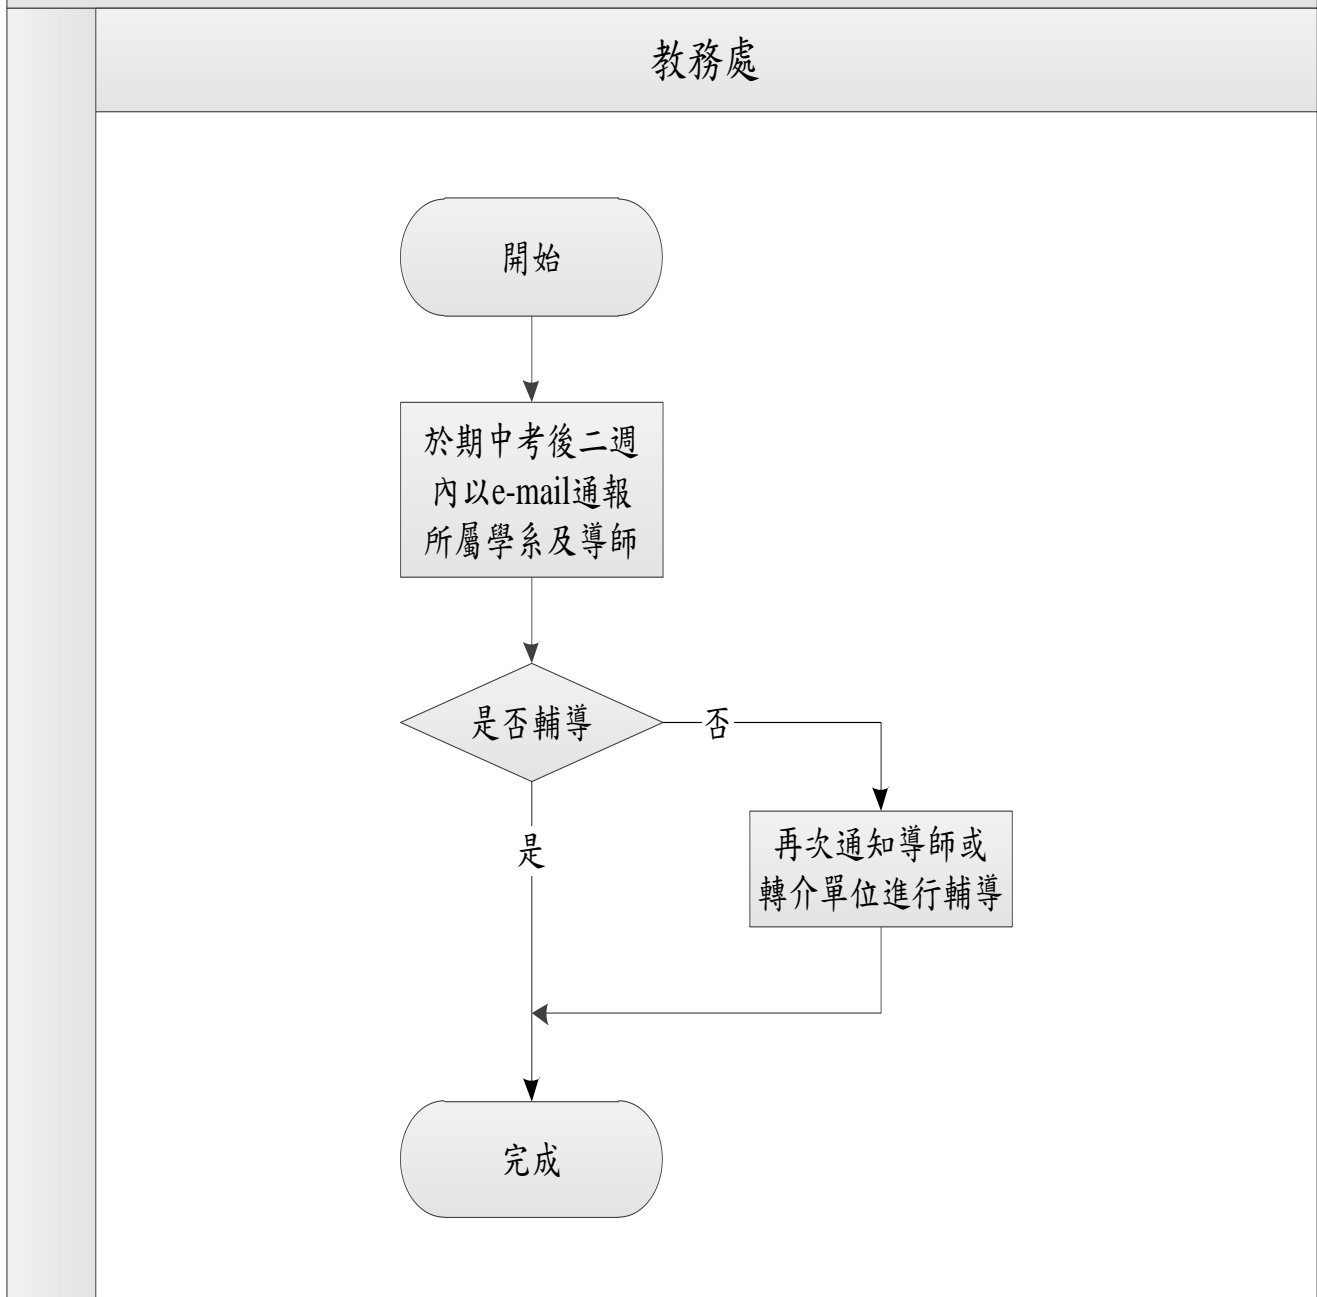 教務處
開始
於期中考後二週
內以e-mail通報
所屬學系及導師
是否輔導
否
是
再次通知導師或
轉介單位進行輔導
完成